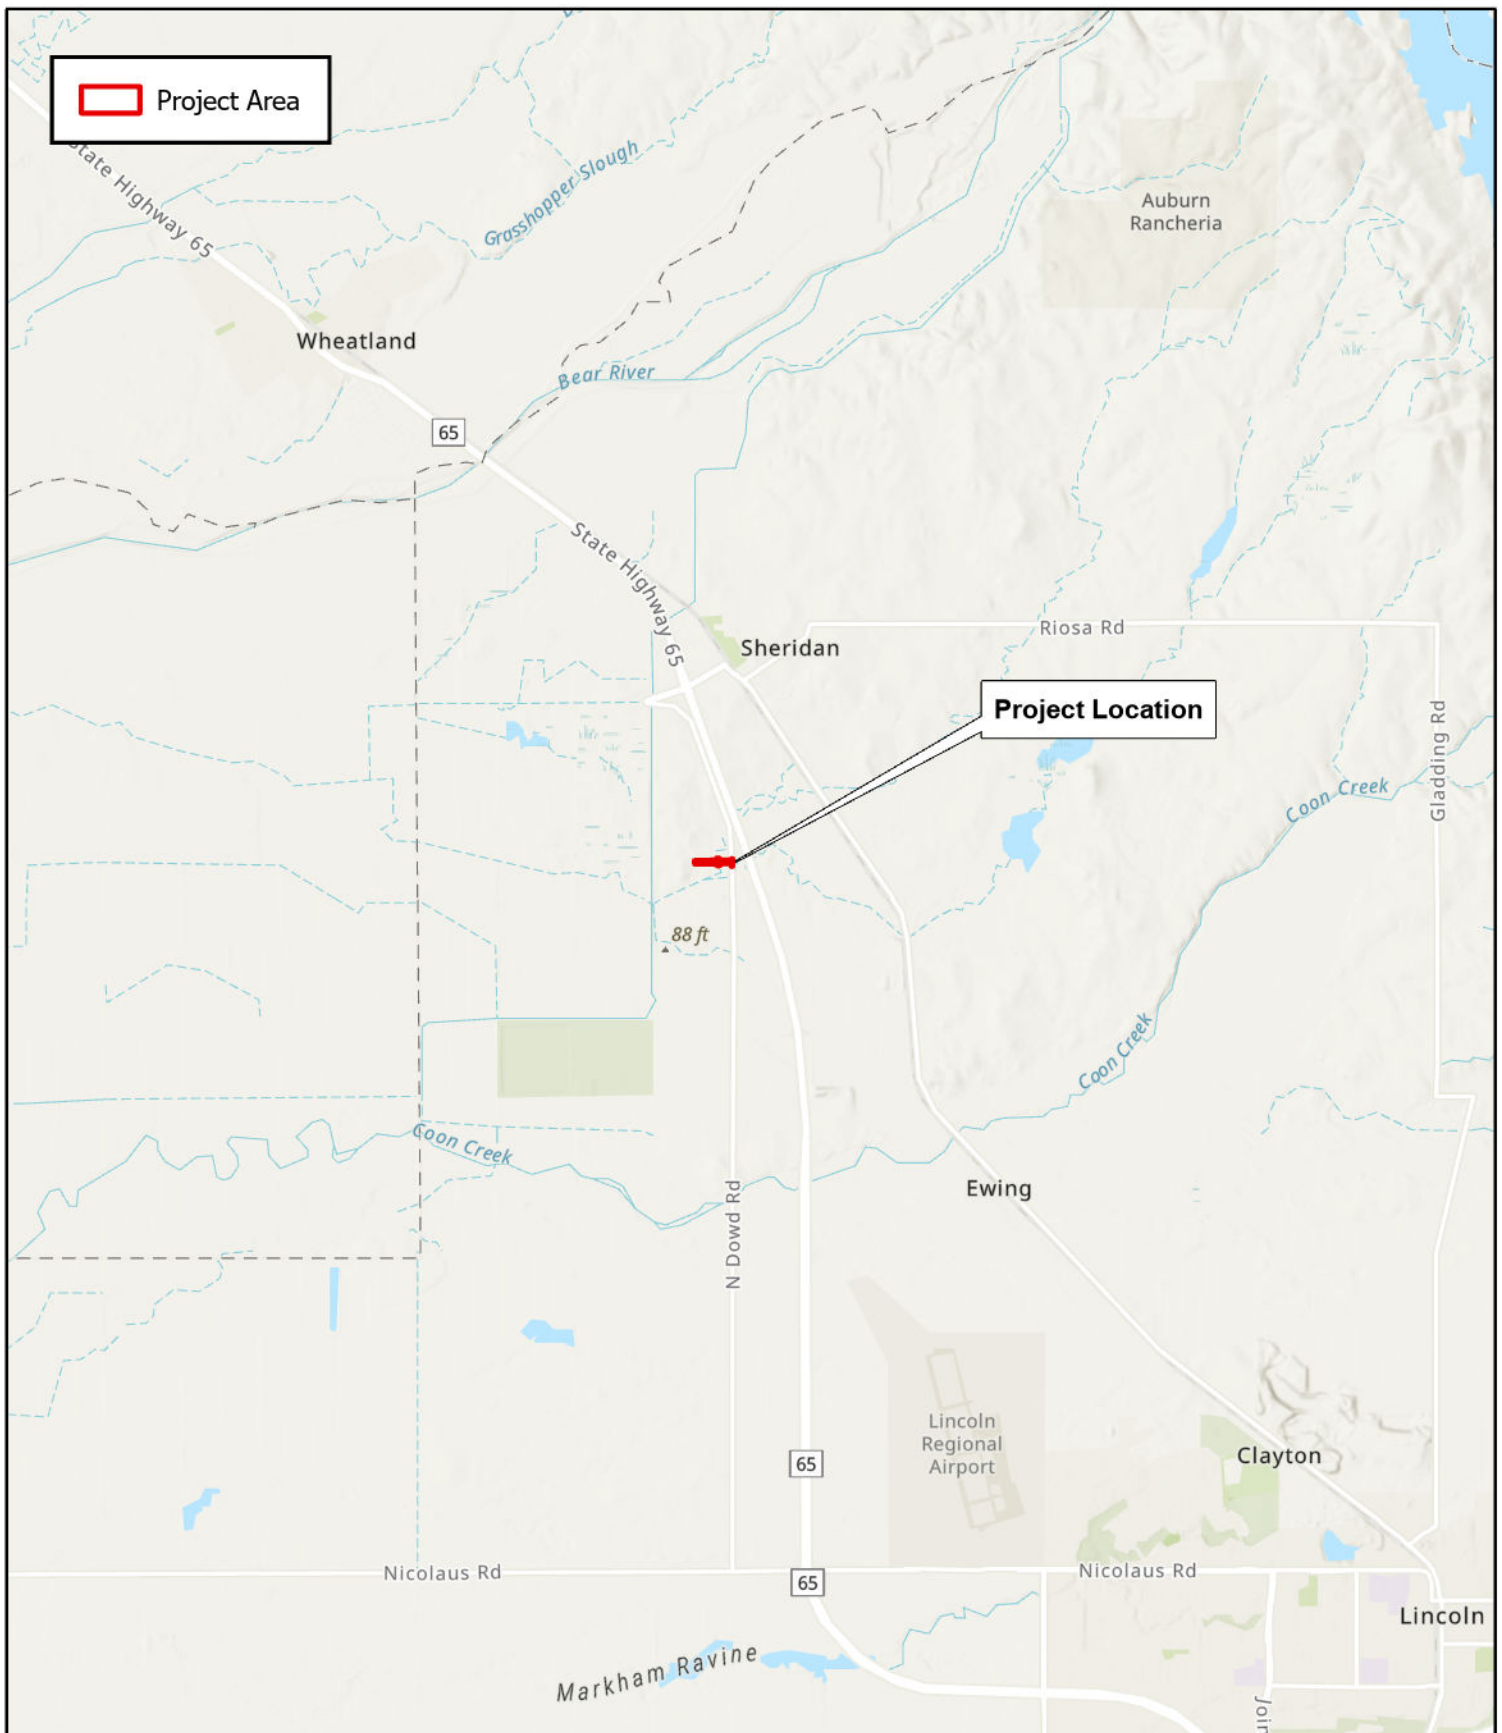 Project Area
State Highway 65
Grasshopper Slough
Auburn
Rancheria
Wheatland
Bear River
65
State Highway 65
Riosa Rd
Sheridan
Project Location
Gladding Rd
Coon Creek
88 ft
Coon Creek
Coon Creek
Ewing
N Dowd Rd
Lincoln
Regional
Airport
65
Clayton
Nicolaus Rd
65
Nicolaus Rd
Lincoln
Markham Ravine